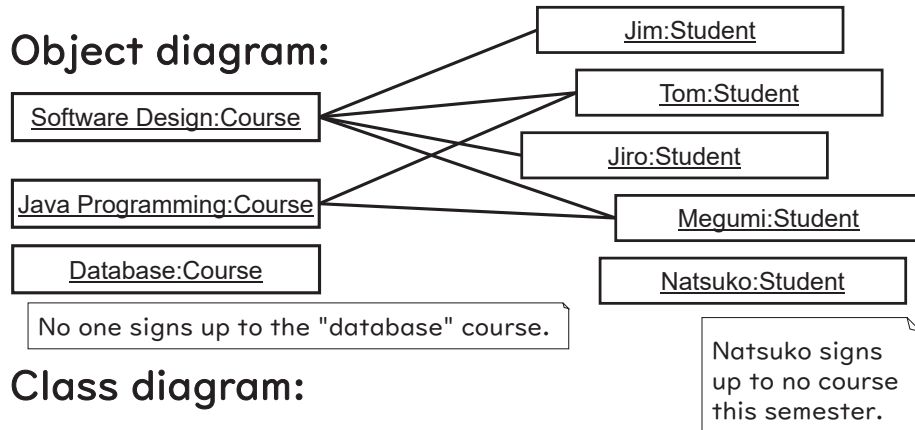 Object diagram:
Jim:Student
Software Design:Course
Tom:Student
Jiro:Student
Java Programming:Course
Megumi:Student
Database:Course
Natsuko:Student
No one signs up to the "database" course.
Natsuko signs
up to no course
this semester.
Class diagram: